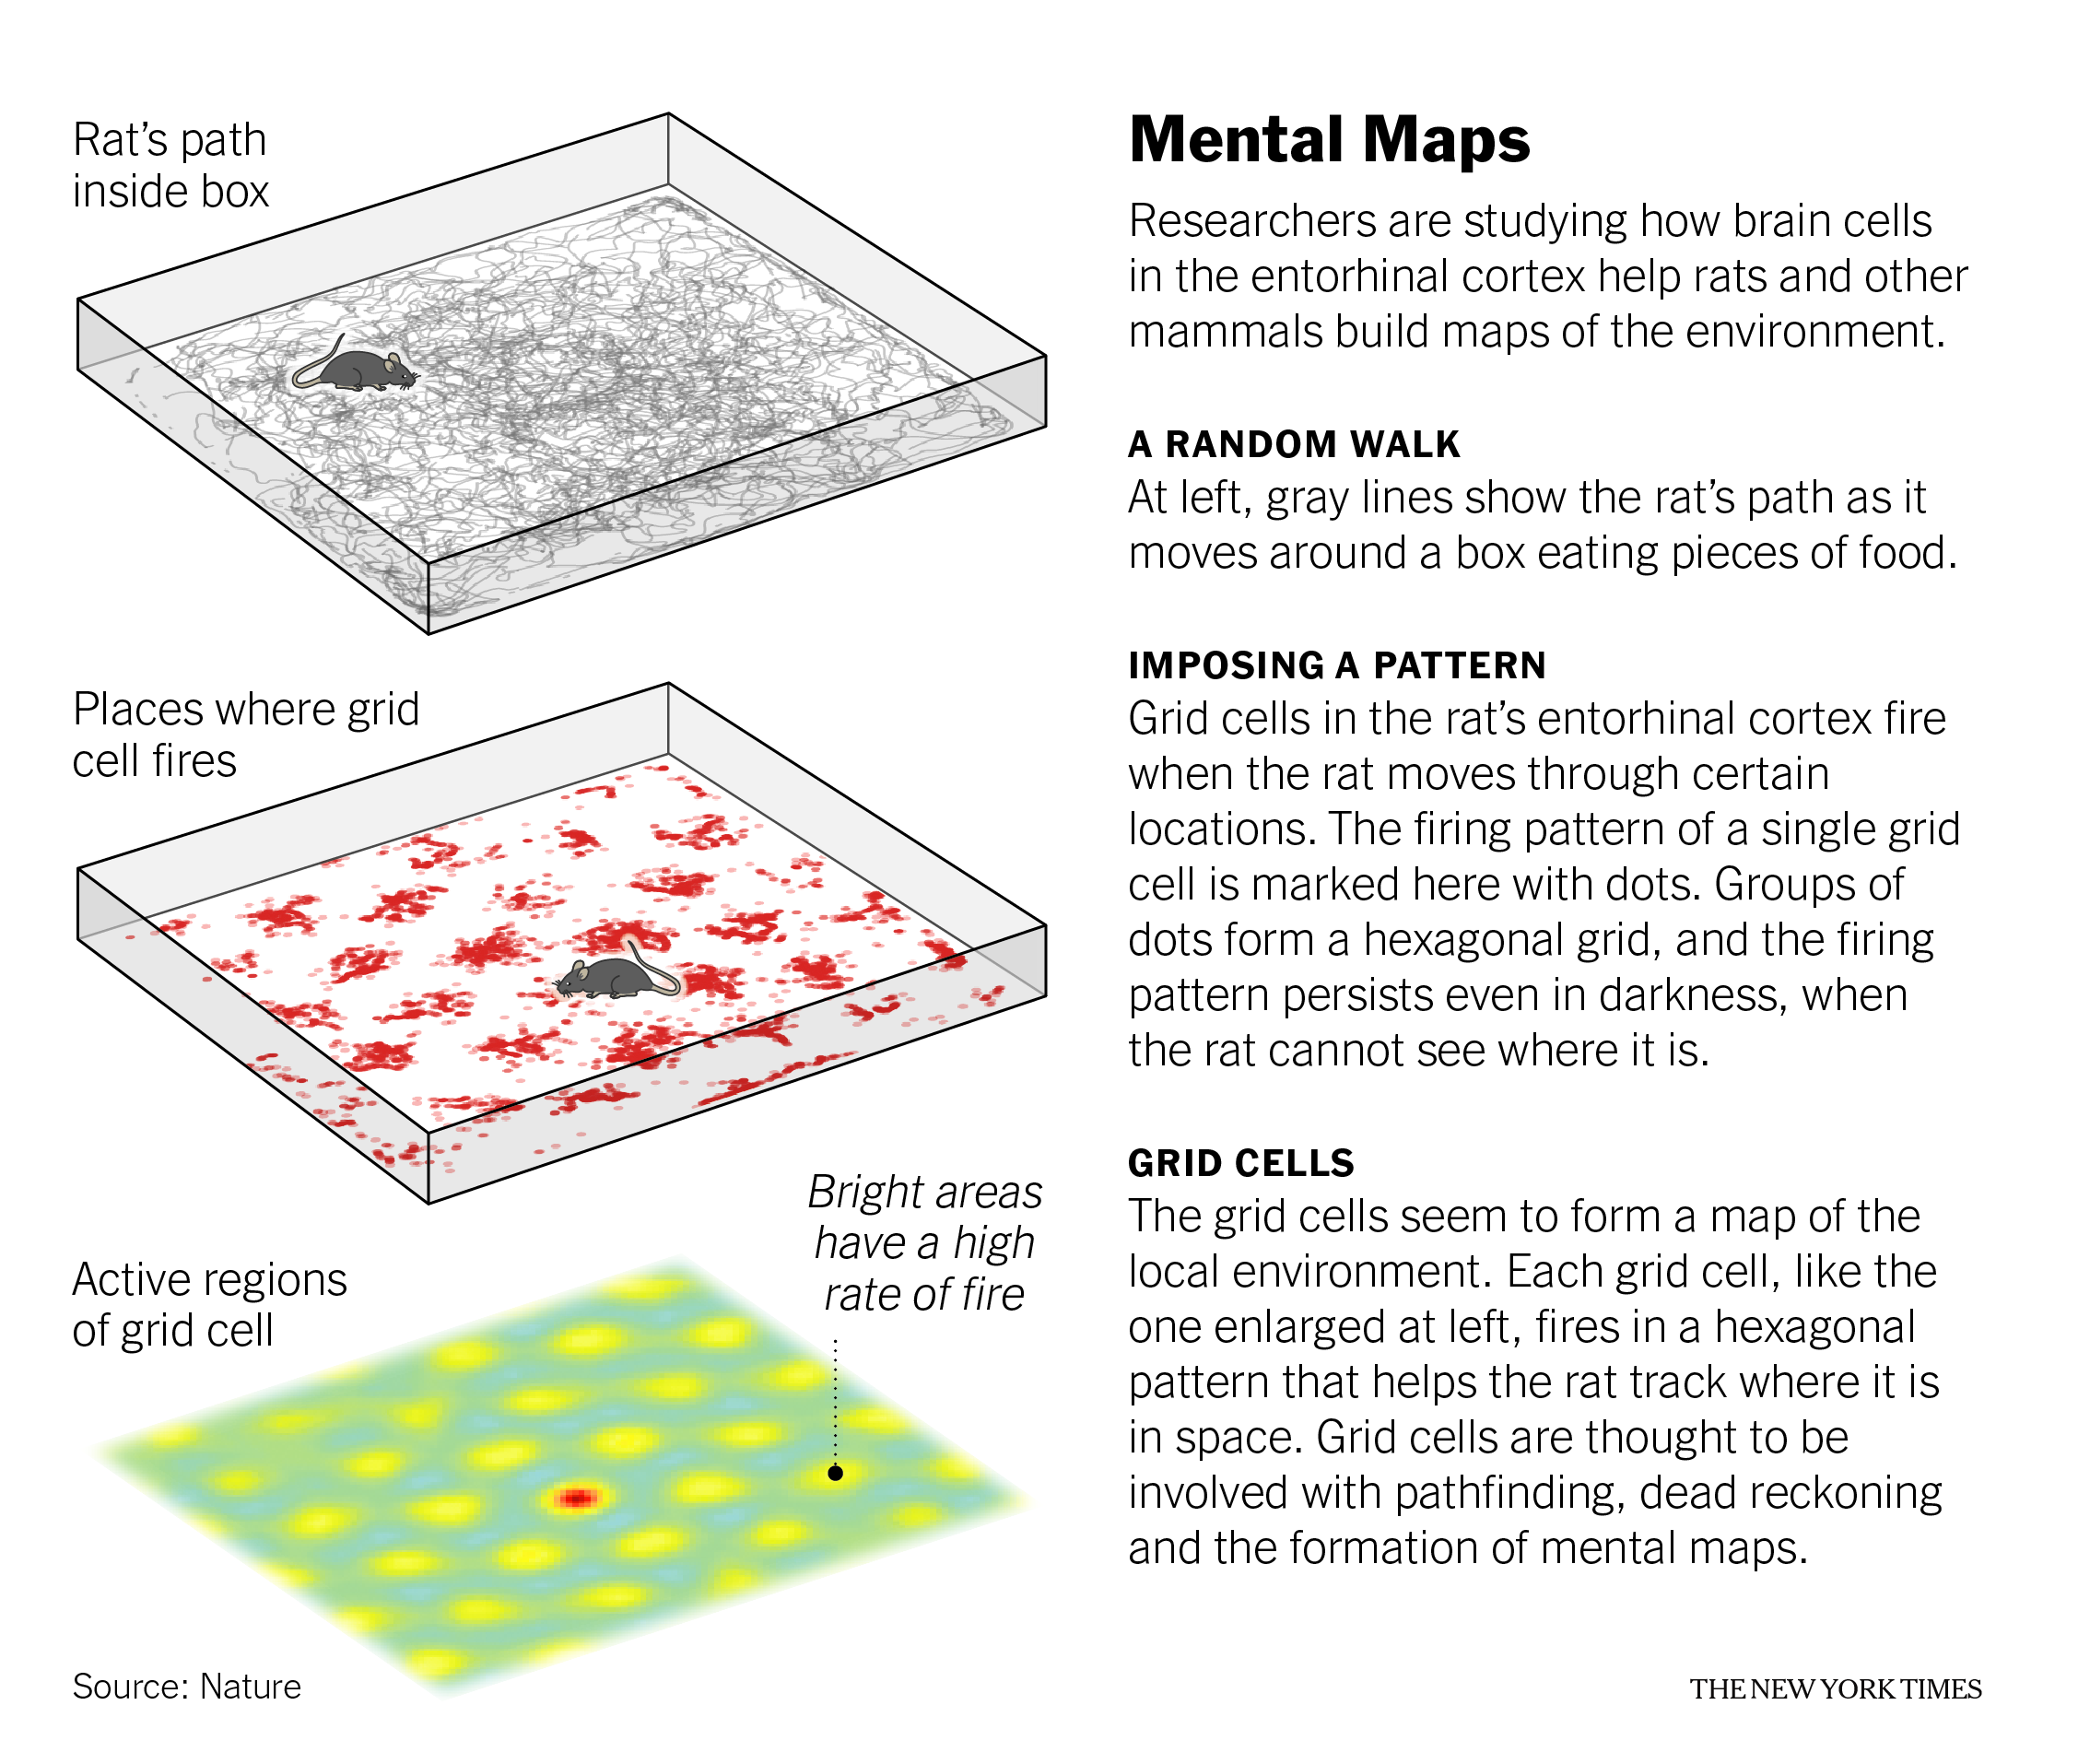 Rat’s path
inside box
Mental Maps
Researchers are studying how brain cells
in the entorhinal cortex help rats and other
mammals build maps of the environment.
A RANDOM WALK
At left, gray lines show the rat’s path as it
moves around a box eating pieces of food.
Places where grid
cell fires
IMPOSING A PATTERN
Grid cells in the rat’s entorhinal cortex fire
when the rat moves through certain
locations. The firing pattern of a single grid
cell is marked here with dots. Groups of
dots form a hexagonal grid, and the firing
pattern persists even in darkness, when
the rat cannot see where it is.
Active regions
of grid cell
Bright areas
have a high
rate of fire
GRID CELLS
The grid cells seem to form a map of the
local environment. Each grid cell, like the
one enlarged at left, fires in a hexagonal
pattern that helps the rat track where it is
in space. Grid cells are thought to be
involved with pathfinding, dead reckoning
and the formation of mental maps.
Source: Nature
THE NEW YORK TIMES